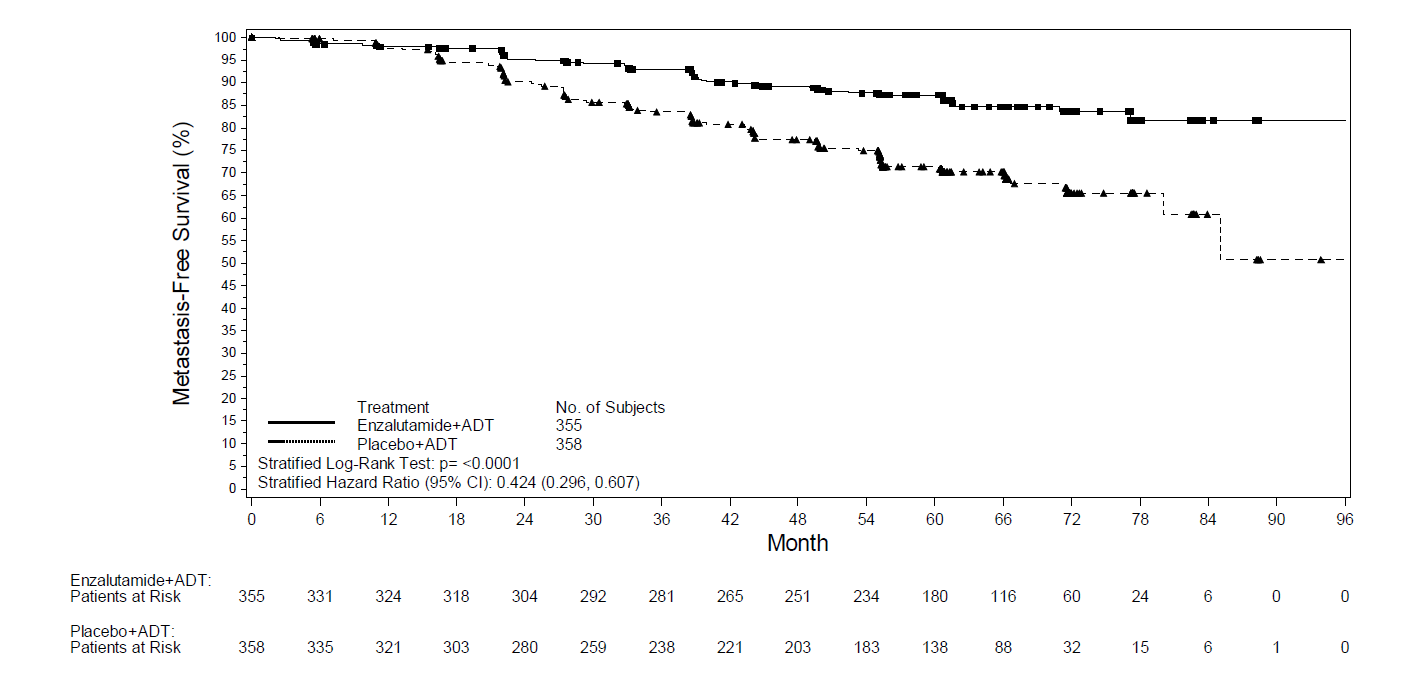 Metastasis-Free Survival (%)
100
95
90
85
80
75
70
65
60
55
50
45
40
35
30
25
20
15
10
5
0
Treatment No. of Subjects
Enzalutamide+ADT 355
Placebo+ADT 358
Stratified Log-Rank Test: p= <0.0001
Stratified Hazard Ratio (95% CI): 0.424 (0.296, 0.607)
0 6 12 18 24 30 36 42 48 54 60 66 72 78 84 90 96
Month
Enzalutamide+ADT:
Patients at Risk 355 331 324 318 304 292 281 265 251 234 180 116 60 24 6 0 0
Placebo+ADT:
Patients at Risk 358 335 321 303 280 259 238 221 203 183 138 88 32 15 6 1 0